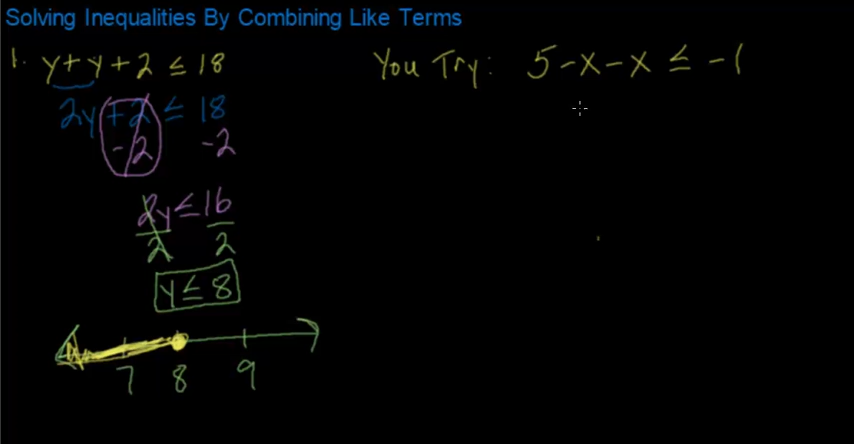 Solving Inequalities By Combining Like Terms
1. y + y + 2 ≤ 18
You Try: 5 - x - x ≤ -1
2y + 2 ≤ 18
-2 -2
2y ≤ 16
2 2
y ≤ 8
7 8 9